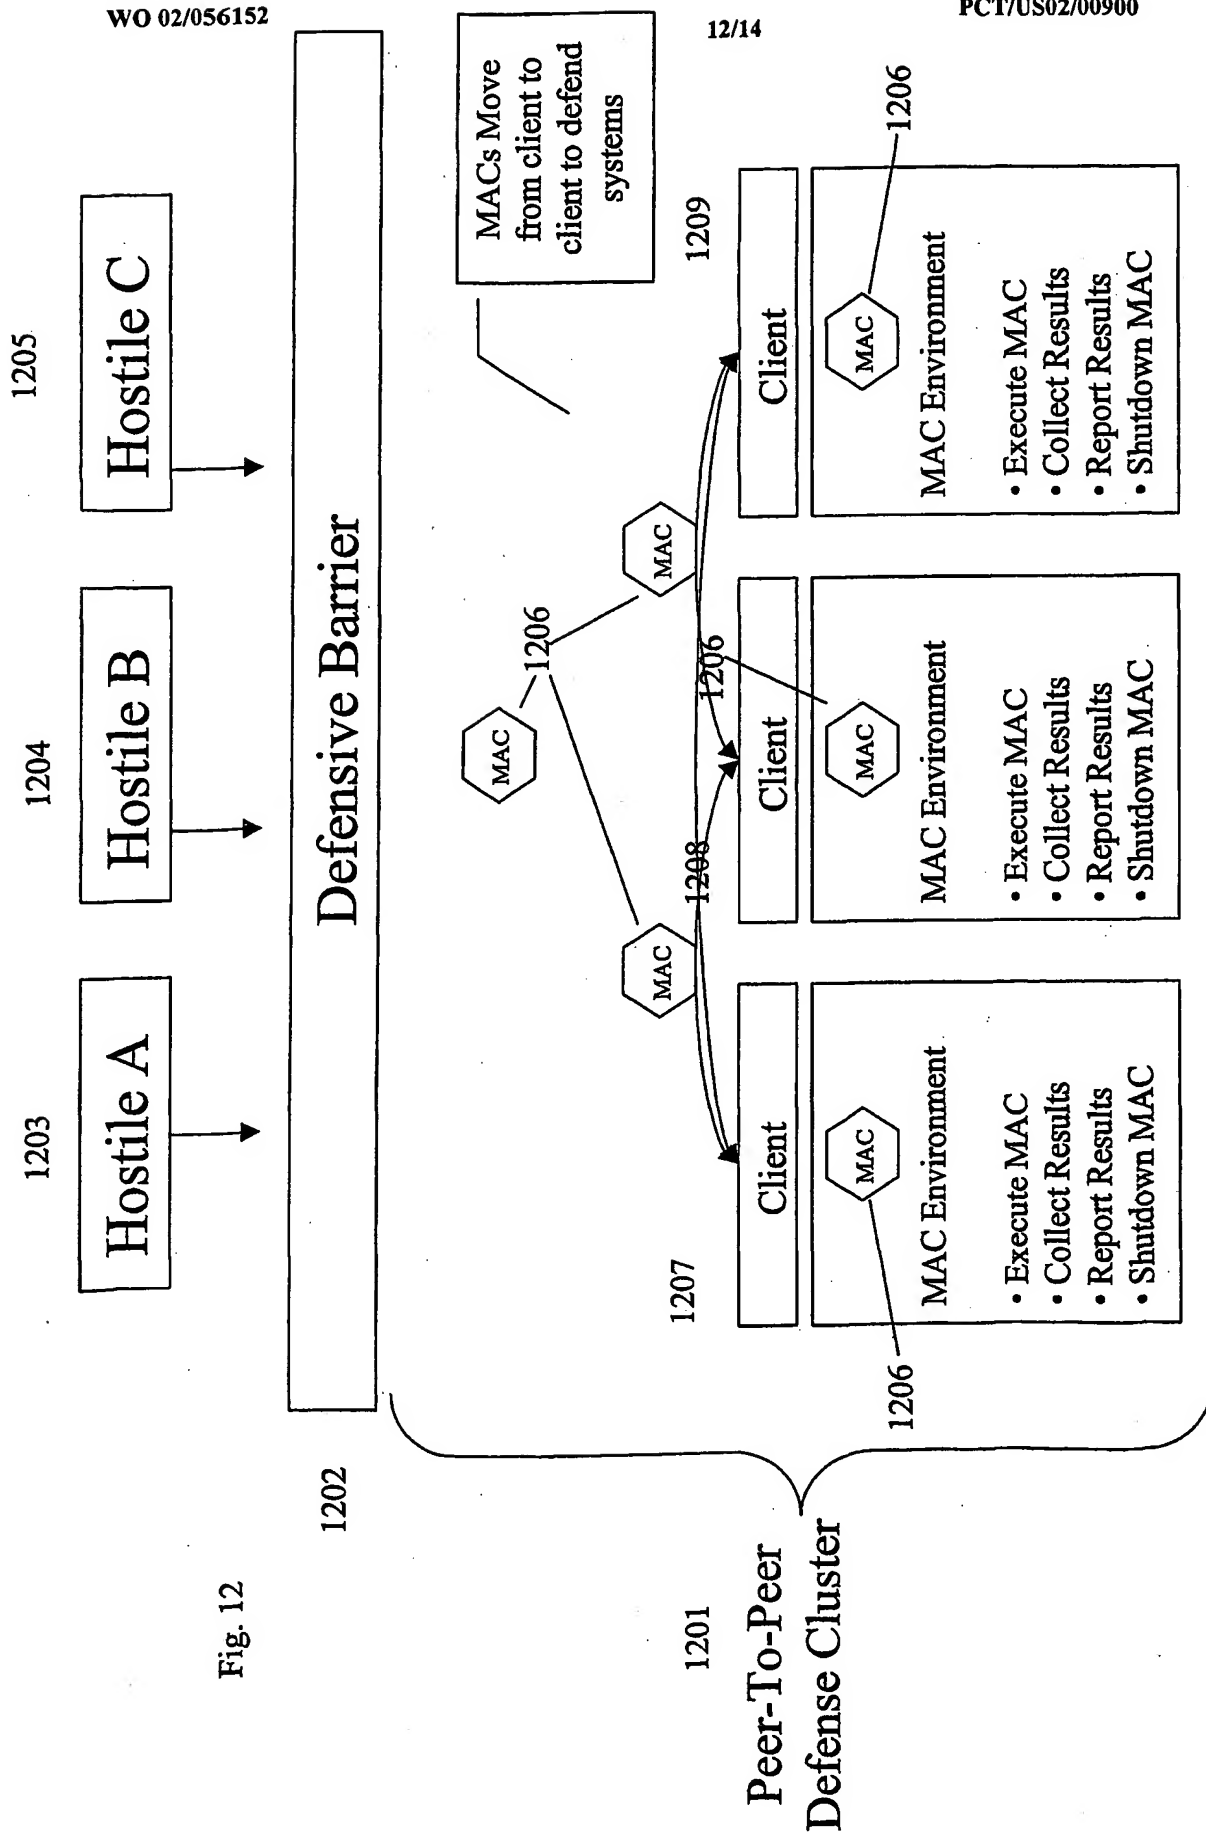 WO 02/056152
12/14
PCT/US02/00900
Fig. 12
1203
1204
1205
Hostile A
Hostile B
Hostile C
1202
Defensive Barrier
MACs Move
from client to
client to defend
systems
MAC
1206
MAC
MAC
1201
Peer-To-Peer
Defense Cluster
1207
1208
1206
1209
Client
Client
Client
MAC
MAC
MAC
1206
1206
MAC Environment
• Execute MAC
• Collect Results
• Report Results
• Shutdown MAC
MAC Environment
• Execute MAC
• Collect Results
• Report Results
• Shutdown MAC
MAC Environment
• Execute MAC
• Collect Results
• Report Results
• Shutdown MAC